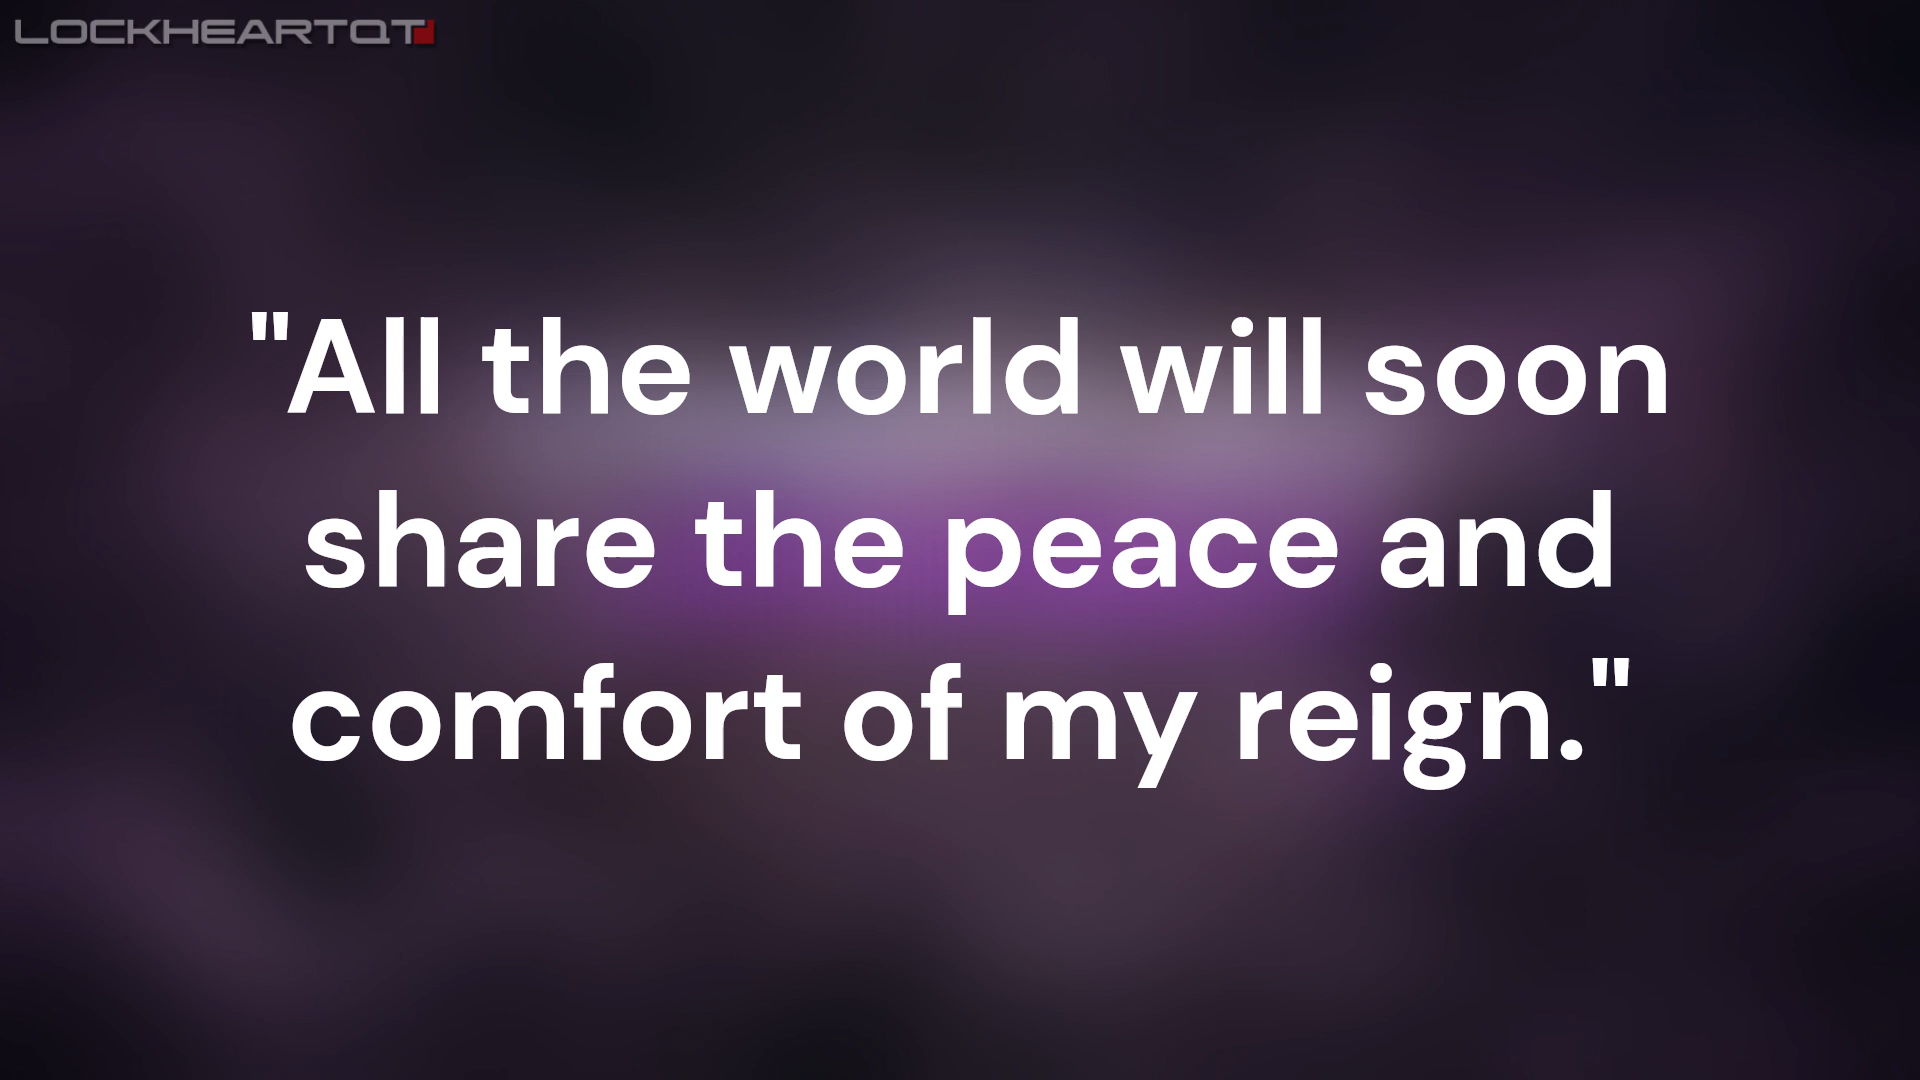 LOCKHEARTQT
"All the world will soon
share the peace and
comfort of my reign."